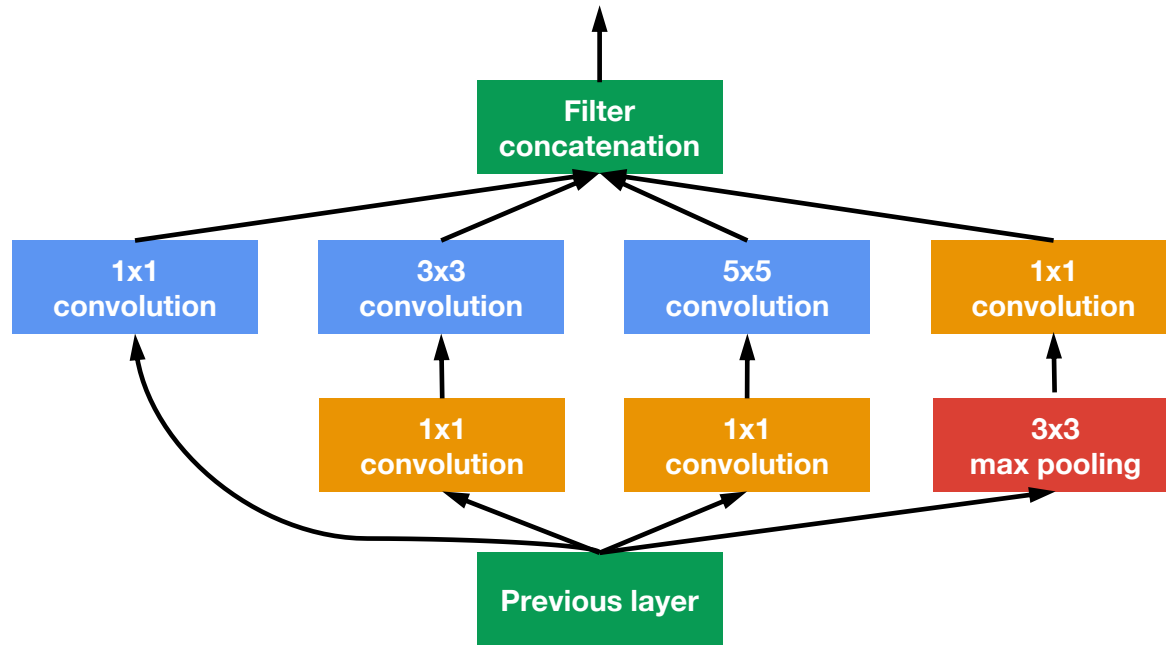 Filter
concatenation
1x1
convolution
3x3
convolution
5x5
convolution
1x1
convolution
1x1
convolution
1x1
convolution
3x3
max pooling
Previous layer